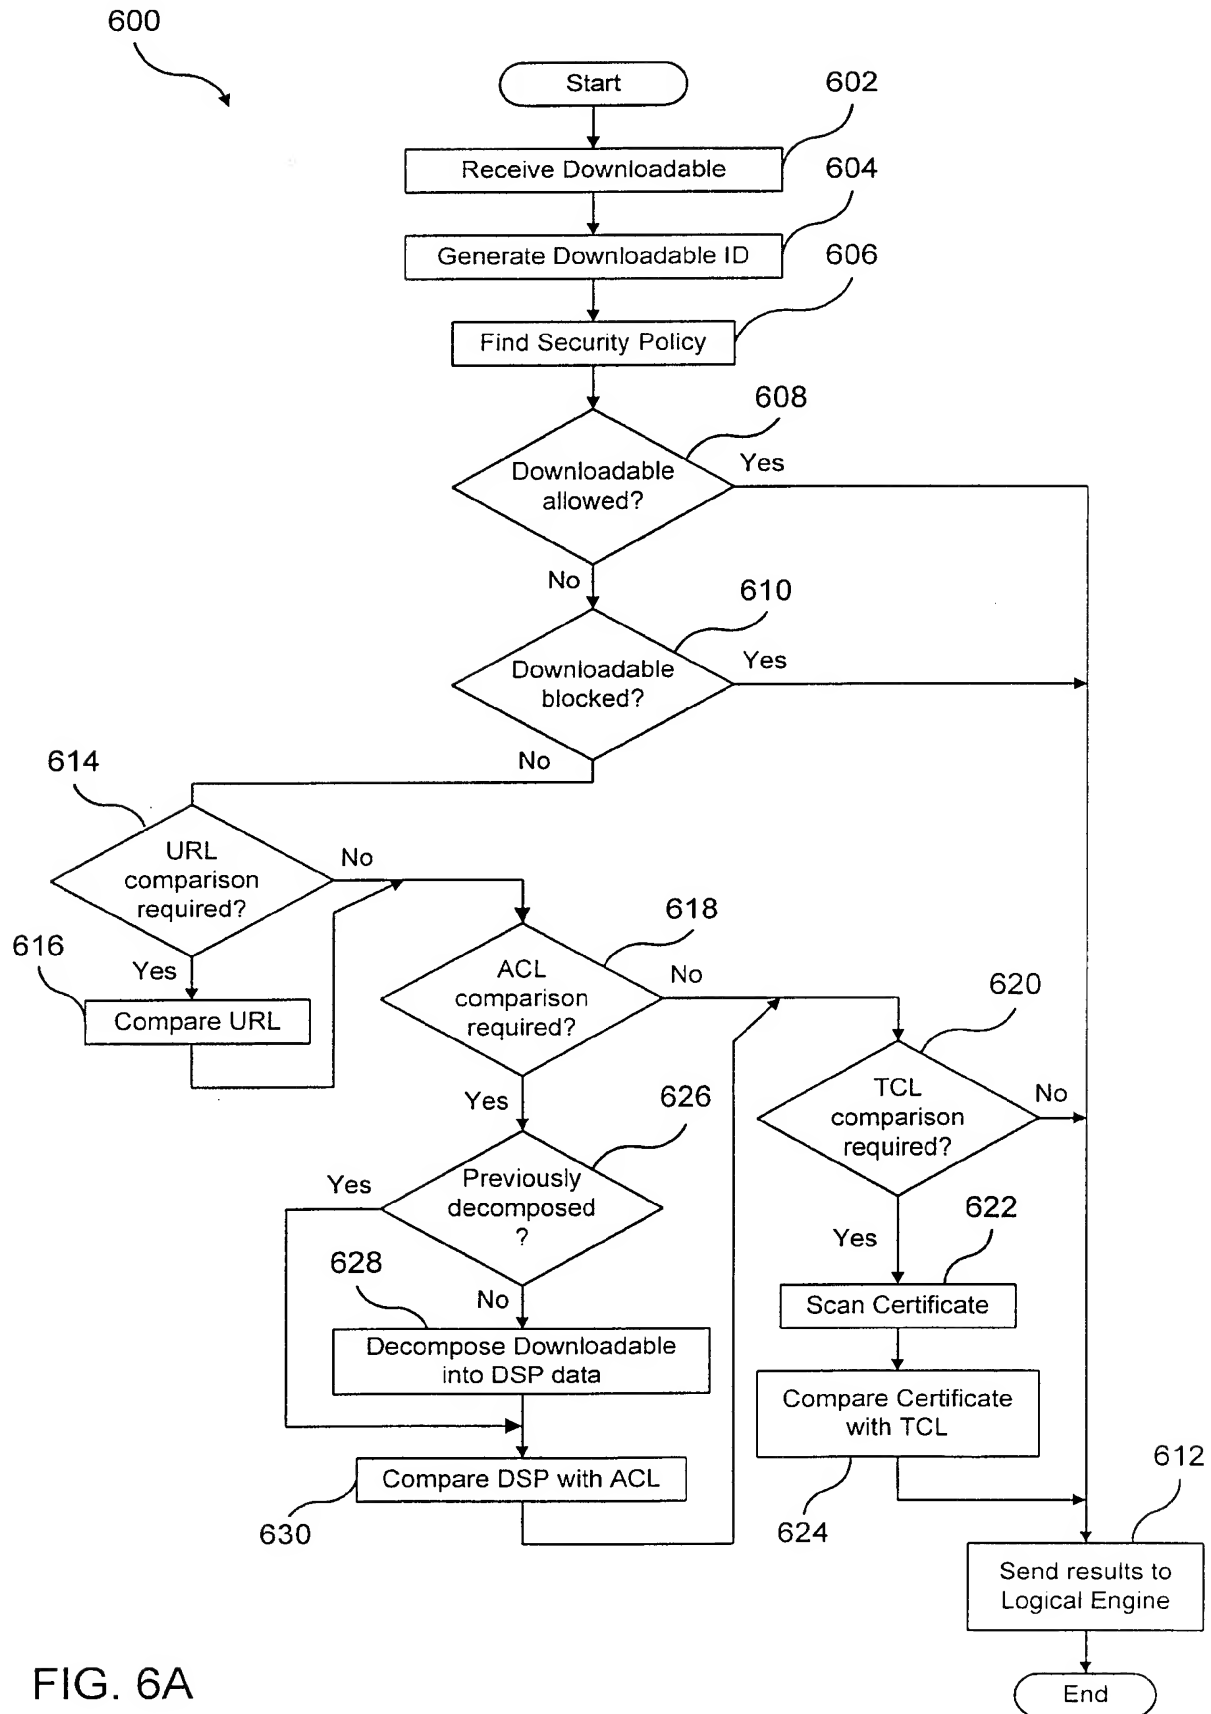 600
Start
602
Receive Downloadable
604
Generate Downloadable ID
606
Find Security Policy
608
Downloadable
allowed?
Yes
No
610
Downloadable
blocked?
Yes
No
614
URL
comparison
required?
No
Yes
616
Compare URL
618
ACL
comparison
required?
No
Yes
620
TCL
comparison
required?
No
Yes
626
Previously
decomposed
?
Yes
No
628
Decompose Downloadable
into DSP data
630
Compare DSP with ACL
622
Scan Certificate
Compare Certificate
with TCL
624
612
Send results to
Logical Engine
End
FIG. 6A